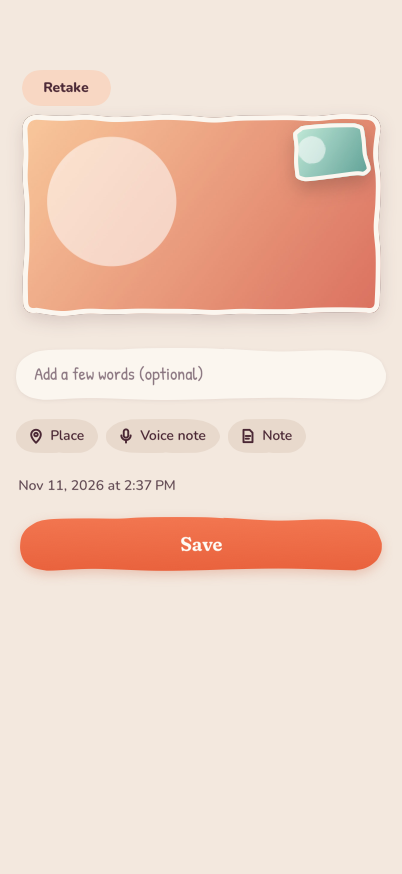 Retake
Add a few words (optional)
Place
Voice note
Note
Nov 11, 2026 at 2:37 PM
Save